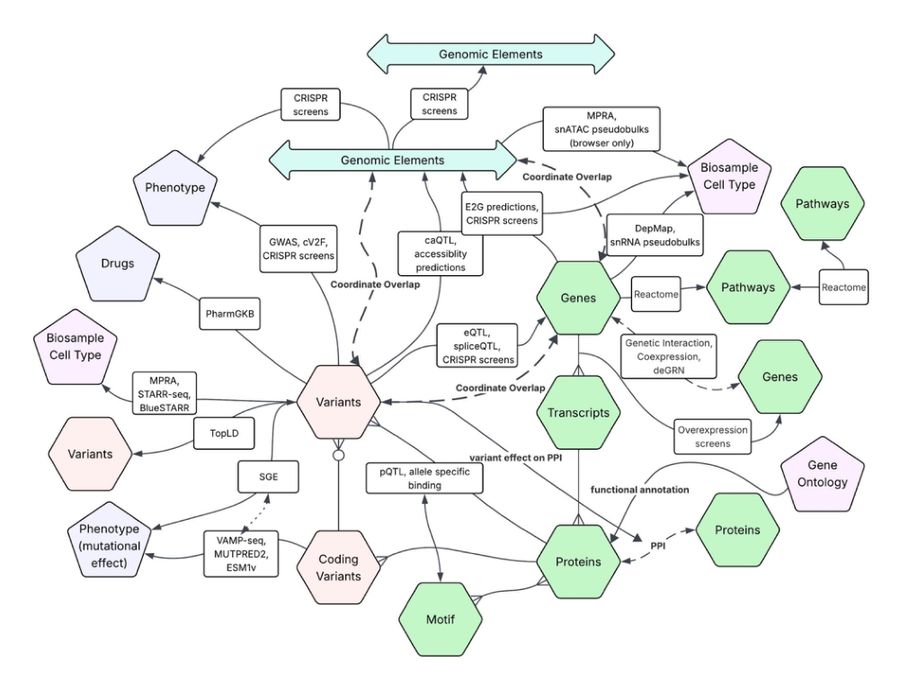 Genomic Elements
CRISPR
screens
CRISPR
screens
MPRA,
snATAC pseudobulks
(browser only)
Genomic Elements
Coordinate Overlap
Biosample
Cell Type
Phenotype
Pathways
E2G predictions,
CRISPR screens
GWAS, cV2F,
CRISPR screens
caQTL,
accessiblity
predictions
DepMap,
snRNA pseudobulks
Drugs
Coordinate Overlap
Genes
Reactome
Pathways
Reactome
PharmGKB
Biosample
Cell Type
eQTL,
spliceQTL,
CRISPR screens
Genetic Interaction,
Coexpression,
deGRN
Genes
MPRA,
STARR-seq,
BlueSTARR
Coordinate Overlap
Variants
Transcripts
TopLD
Overexpression
screens
Variants
variant effect on PPI
SGE
pQTL, allele specific
binding
Gene
Ontology
functional annotation
Phenotype
(mutational
effect)
VAMP-seq,
MUTPRED2,
ESM1v
Coding
Variants
Proteins
PPI
Proteins
Motif